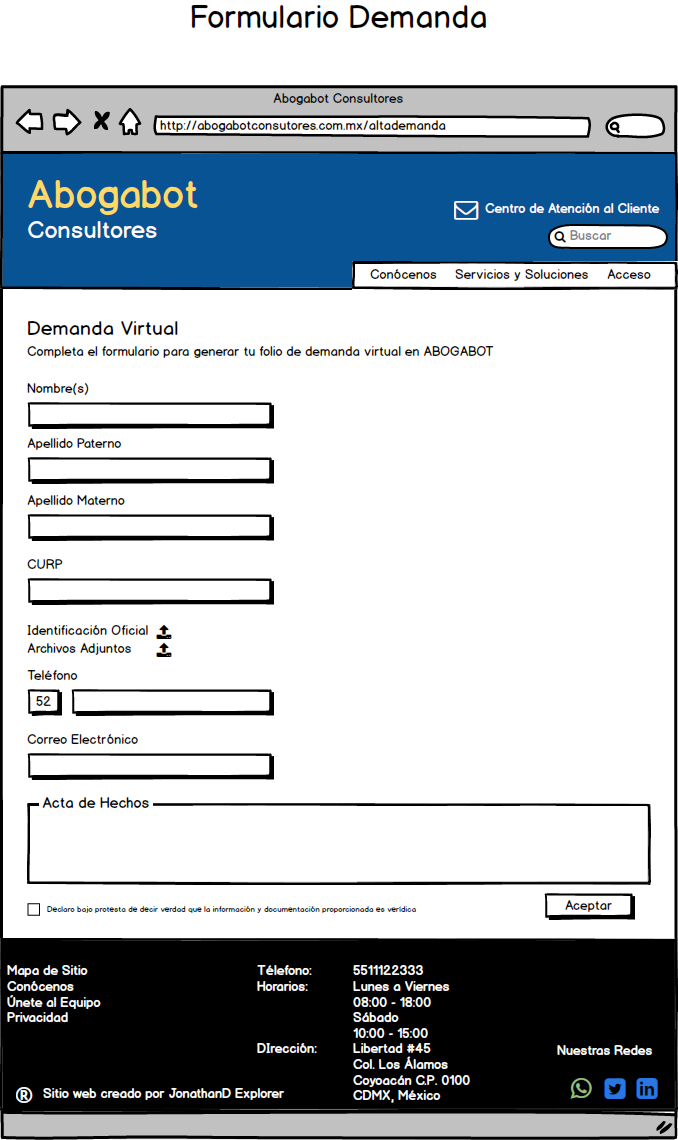 Formulario Demanda
Abogabot Consultores
http://abogabotconsutores.com.mx/altademanda
Abogabot
Consultores
Centro de Atención al Cliente
Buscar
Conócenos Servicios y Soluciones Acceso
Demanda Virtual
Completa el formulario para generar tu folio de demanda virtual en ABOGABOT
Nombre(s)
Apellido Paterno
Apellido Materno
CURP
Identificación Oficial
Archivos Adjuntos
Teléfono
52
Correo Electrónico
Acta de Hechos
Declaro bajo protesta de decir verdad que la información y documentación proporcionada es verídica
Aceptar
Mapa de Sitio Télefono: 5511122333
Conócenos Horarios: Lunes a Viernes
Únete al Equipo 08:00 - 18:00
Privacidad Sábado
10:00 - 15:00
DIrección: Libertad #45
Col. Los Álamos
Nuestras Redes
Coyoacán C.P. 0100
CDMX, México
® Sitio web creado por JonathanD Explorer
in